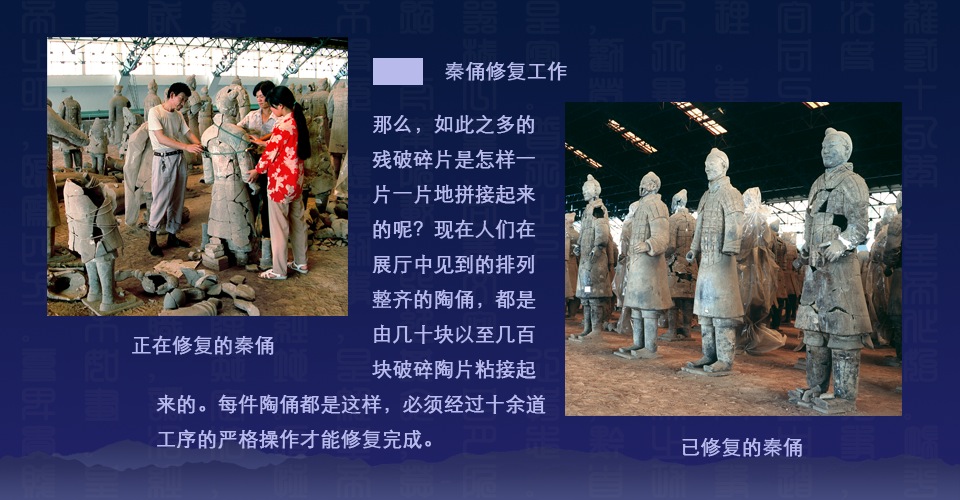 秦俑修复工作
那么，如此之多的
残破碎片是怎样一
片一片地拼接起来
的呢？现在人们在
展厅中见到的排列
整齐的陶俑，都是
由几十块以至几百
块破碎陶片粘接起
来的。每件陶俑都是这样，必须经过十余道
工序的严格操作才能修复完成。
正在修复的秦俑
已修复的秦俑